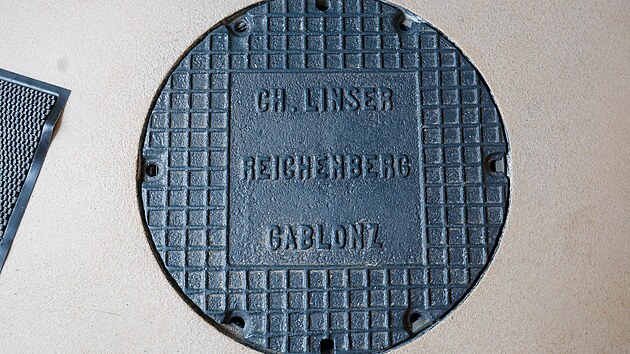 CH. LINSER
REICHENBERG
GABLONZ